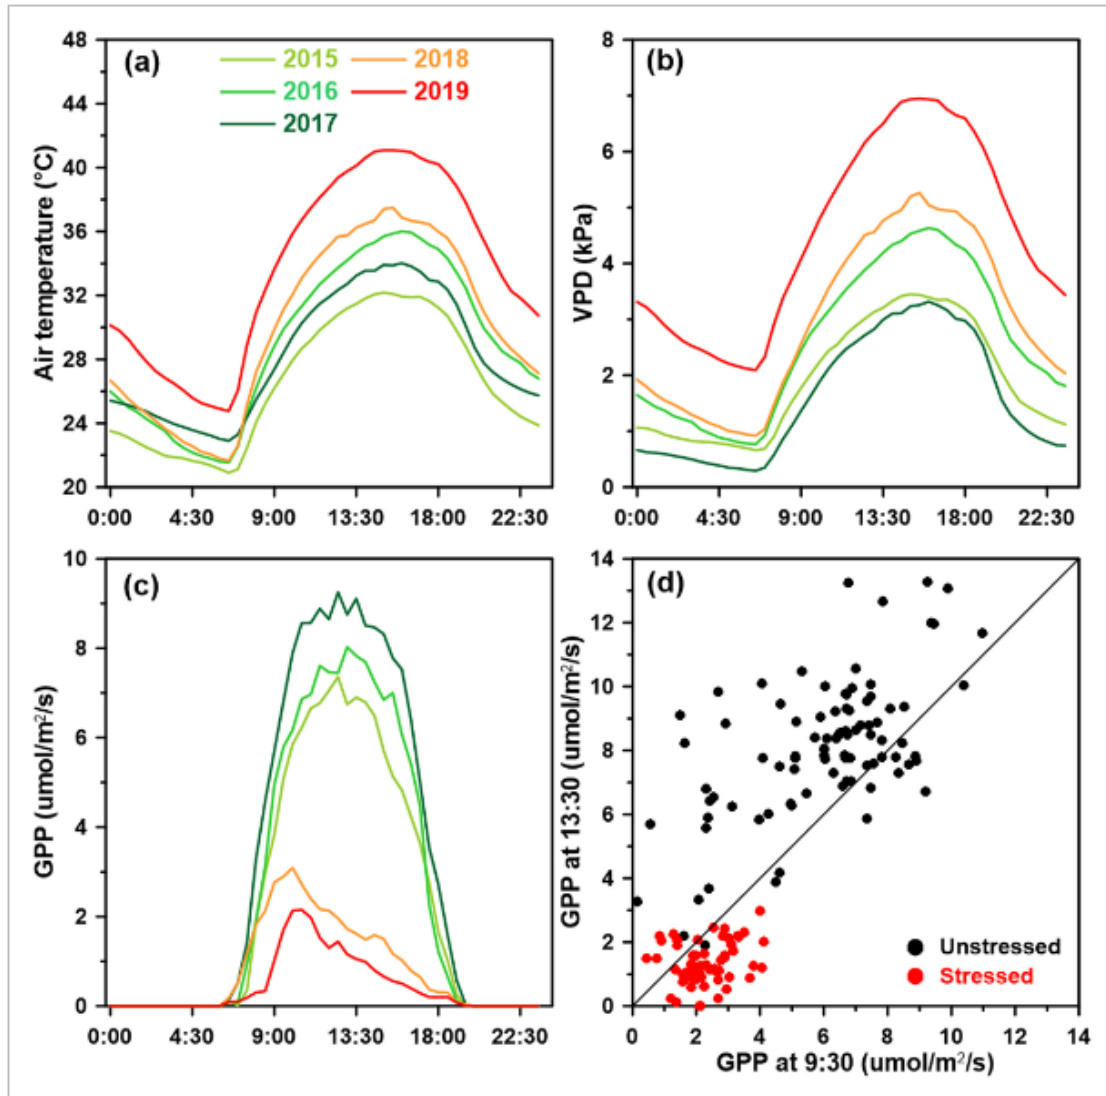 (a)
2015
2018
2016
2019
2017
48
44
40
36
32
28
24
20
Air temperature (°C)
0:00 4:30 9:00 13:30 18:00 22:30
(b)
8
6
4
2
0
VPD (kPa)
0:00 4:30 9:00 13:30 18:00 22:30
(c)
10
8
6
4
2
0
GPP (umol/m²/s)
0:00 4:30 9:00 13:30 18:00 22:30
(d)
14
12
10
8
6
4
2
0
GPP at 13:30 (umol/m²/s)
Unstressed
Stressed
0 2 4 6 8 10 12 14
GPP at 9:30 (umol/m²/s)